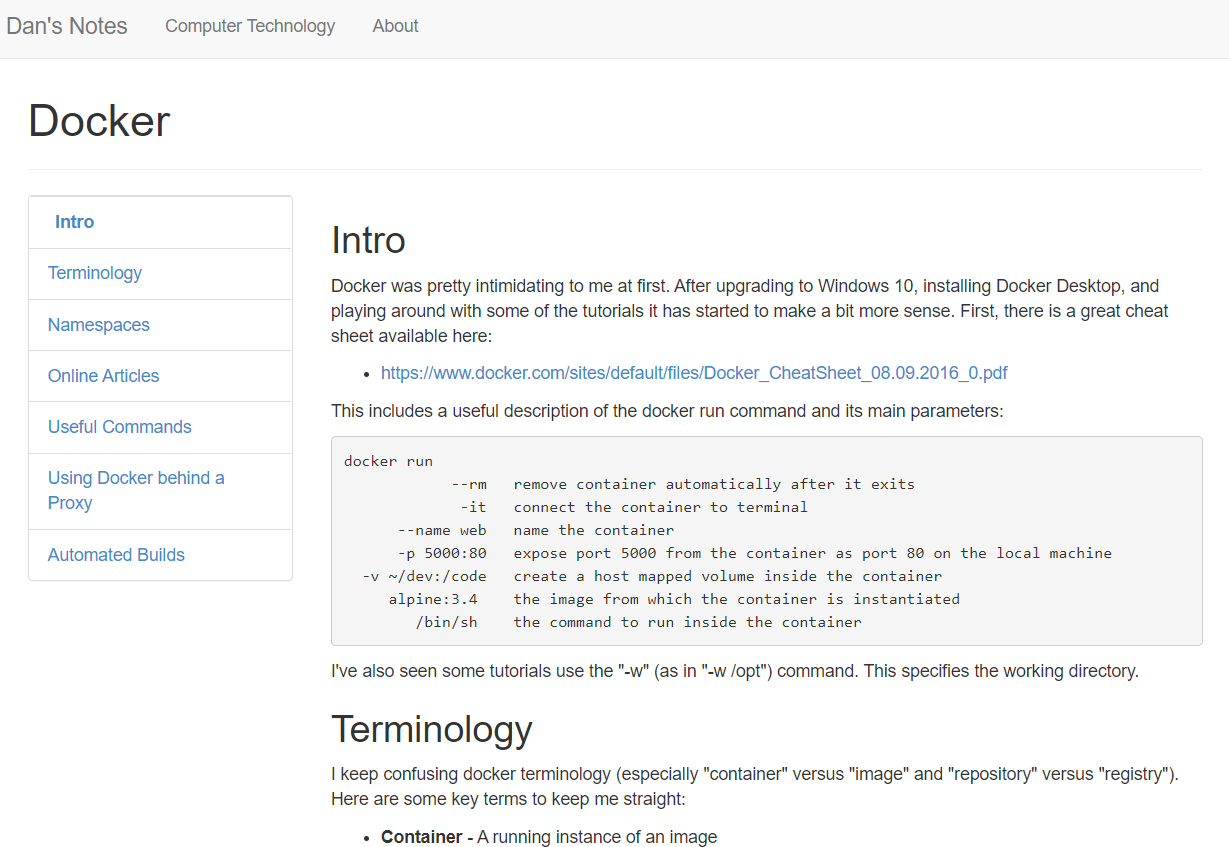 Dan's Notes Computer Technology About
Docker
Intro
Terminology
Namespaces
Online Articles
Useful Commands
Using Docker behind a
Proxy
Automated Builds
Intro
Docker was pretty intimidating to me at first. After upgrading to Windows 10, installing Docker Desktop, and
playing around with some of the tutorials it has started to make a bit more sense. First, there is a great cheat
sheet available here:
• https://www.docker.com/sites/default/files/Docker_CheatSheet_08.09.2016_0.pdf
This includes a useful description of the docker run command and its main parameters:
docker run
--rm remove container automatically after it exits
-it connect the container to terminal
--name web name the container
-p 5000:80 expose port 5000 from the container as port 80 on the local machine
-v ~/dev:/code create a host mapped volume inside the container
alpine:3.4 the image from which the container is instantiated
/bin/sh the command to run inside the container
I've also seen some tutorials use the "-w" (as in "-w /opt") command. This specifies the working directory.
Terminology
I keep confusing docker terminology (especially "container" versus "image" and "repository" versus "registry").
Here are some key terms to keep me straight:
• Container - A running instance of an image